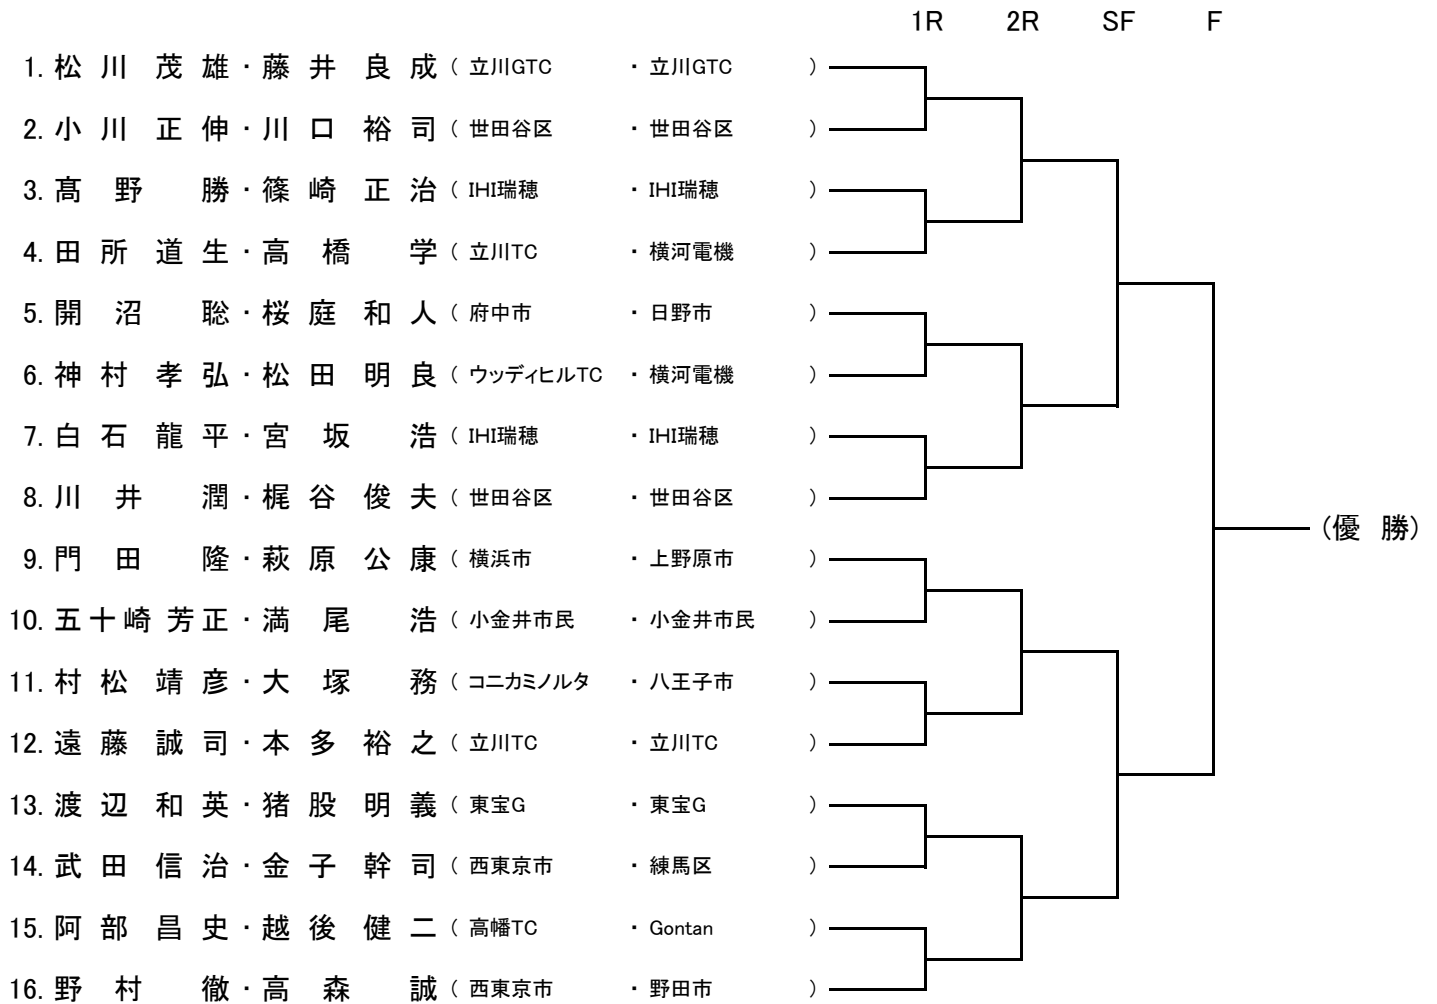 1R 2R SF F
1. 松川 茂雄・藤井 良成 ( 立川GTC ・ 立川GTC )
2. 小川 正伸・川口 裕司 ( 世田谷区 ・ 世田谷区 )
3. 髙野 勝・篠崎 正治 ( IHI瑞穂 ・ IHI瑞穂 )
4. 田所 道生・高橋 学 ( 立川TC ・ 横河電機 )
5. 開沼 聡・桜庭 和人 ( 府中市 ・ 日野市 )
6. 神村 孝弘・松田 明良 ( ウッディヒルTC ・ 横河電機 )
7. 白石 龍平・宮坂 浩 ( IHI瑞穂 ・ IHI瑞穂 )
8. 川井 潤・梶谷 俊夫 ( 世田谷区 ・ 世田谷区 )
(優 勝)
9. 門田 隆・萩原 公康 ( 横浜市 ・ 上野原市 )
10. 五十崎 芳正・満尾 浩 ( 小金井市民 ・ 小金井市民 )
11. 村松 靖彦・大塚 務 ( コニカミノルタ ・ 八王子市 )
12. 遠藤 誠司・本多 裕之 ( 立川TC ・ 立川TC )
13. 渡辺 和英・猪股 明義 ( 東宝G ・ 東宝G )
14. 武田 信治・金子 幹司 ( 西東京市 ・ 練馬区 )
15. 阿部 昌史・越後 健二 ( 高幡TC ・ Gontan )
16. 野村 徹・高森 誠 ( 西東京市 ・ 野田市 )